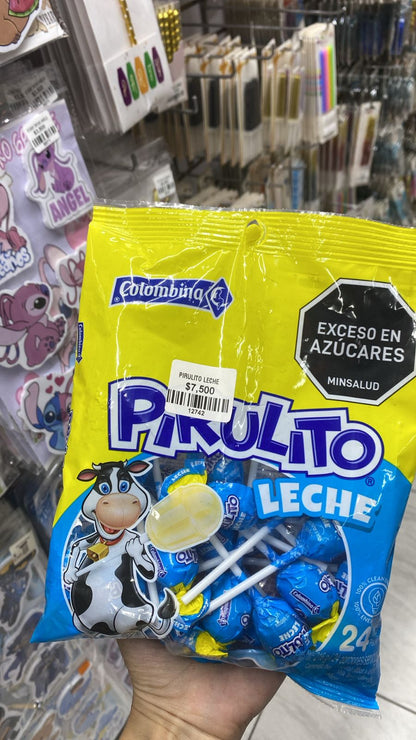 ANGEL
Colombina
EXCESO EN
AZÚCARES
MINSALUD
PIRULITO LECHE
$7.500
12742
PIRULITO
LECHE
24